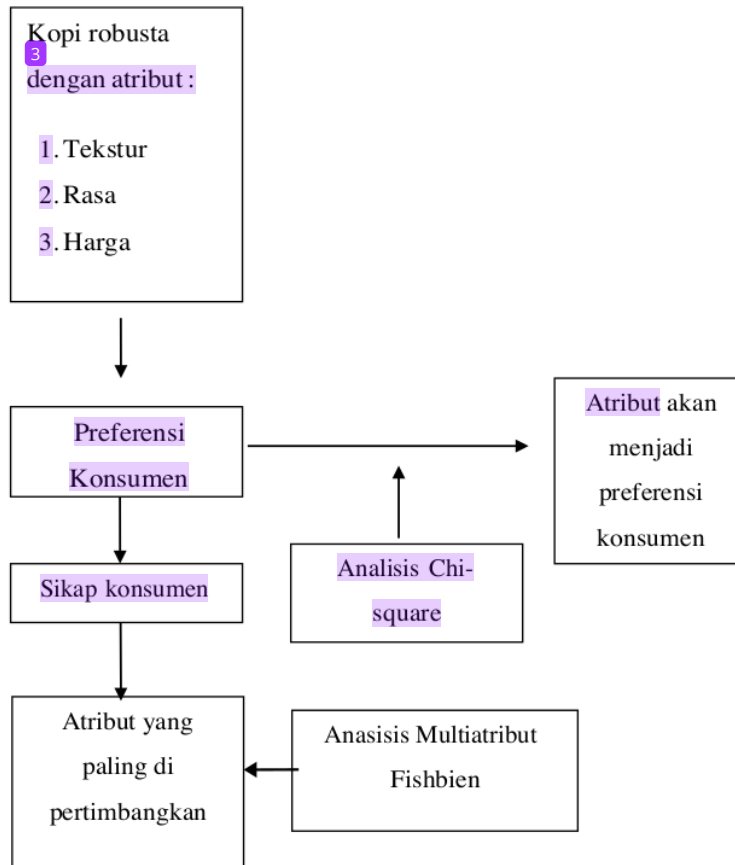 Kopi robusta
3
dengan atribut :
1. Tekstur
2. Rasa
3. Harga
Preferensi
Konsumen
Atribut akan
menjadi
preferensi
konsumen
Analisis Chi-
square
Sikap konsumen
Atribut yang
paling di
pertimbangkan
Anasisis Multiatribut
Fishbien